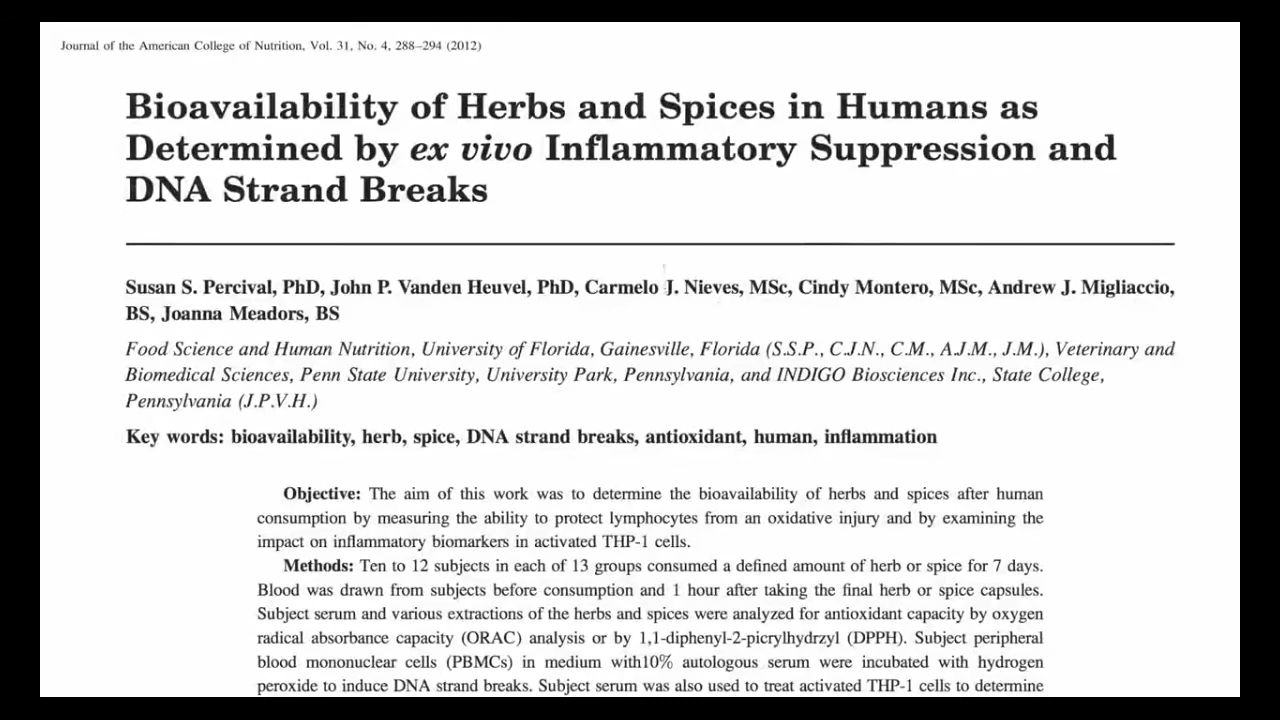 Journal of the American College of Nutrition, Vol. 31, No. 4, 288–294 (2012)
Bioavailability of Herbs and Spices in Humans as
Determined by ex vivo Inflammatory Suppression and
DNA Strand Breaks
Susan S. Percival, PhD, John P. Vanden Heuvel, PhD, Carmelo J. Nieves, MSc, Cindy Montero, MSc, Andrew J. Migliaccio,
BS, Joanna Meadors, BS
Food Science and Human Nutrition, University of Florida, Gainesville, Florida (S.S.P., C.J.N., C.M., A.J.M., J.M.), Veterinary and
Biomedical Sciences, Penn State University, University Park, Pennsylvania, and INDIGO Biosciences Inc., State College,
Pennsylvania (J.P.V.H.)
Key words: bioavailability, herb, spice, DNA strand breaks, antioxidant, human, inflammation
Objective: The aim of this work was to determine the bioavailability of herbs and spices after human
consumption by measuring the ability to protect lymphocytes from an oxidative injury and by examining the
impact on inflammatory biomarkers in activated THP-1 cells.
Methods: Ten to 12 subjects in each of 13 groups consumed a defined amount of herb or spice for 7 days.
Blood was drawn from subjects before consumption and 1 hour after taking the final herb or spice capsules.
Subject serum and various extractions of the herbs and spices were analyzed for antioxidant capacity by oxygen
radical absorbance capacity (ORAC) analysis or by 1,1-diphenyl-2-picrylhydrzyl (DPPH). Subject peripheral
blood mononuclear cells (PBMCs) in medium with10% autologous serum were incubated with hydrogen
peroxide to induce DNA strand breaks. Subject serum was also used to treat activated THP-1 cells to determine